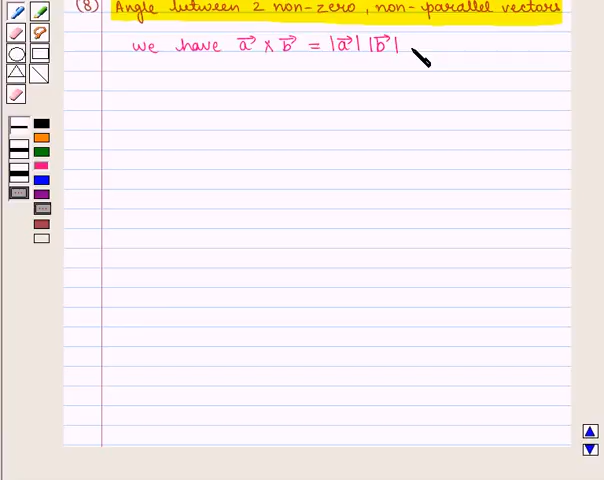 (8) Angle between 2 non-zero, non-parallel vectors
we have a⃗ × b⃗ = |a⃗| |b⃗|